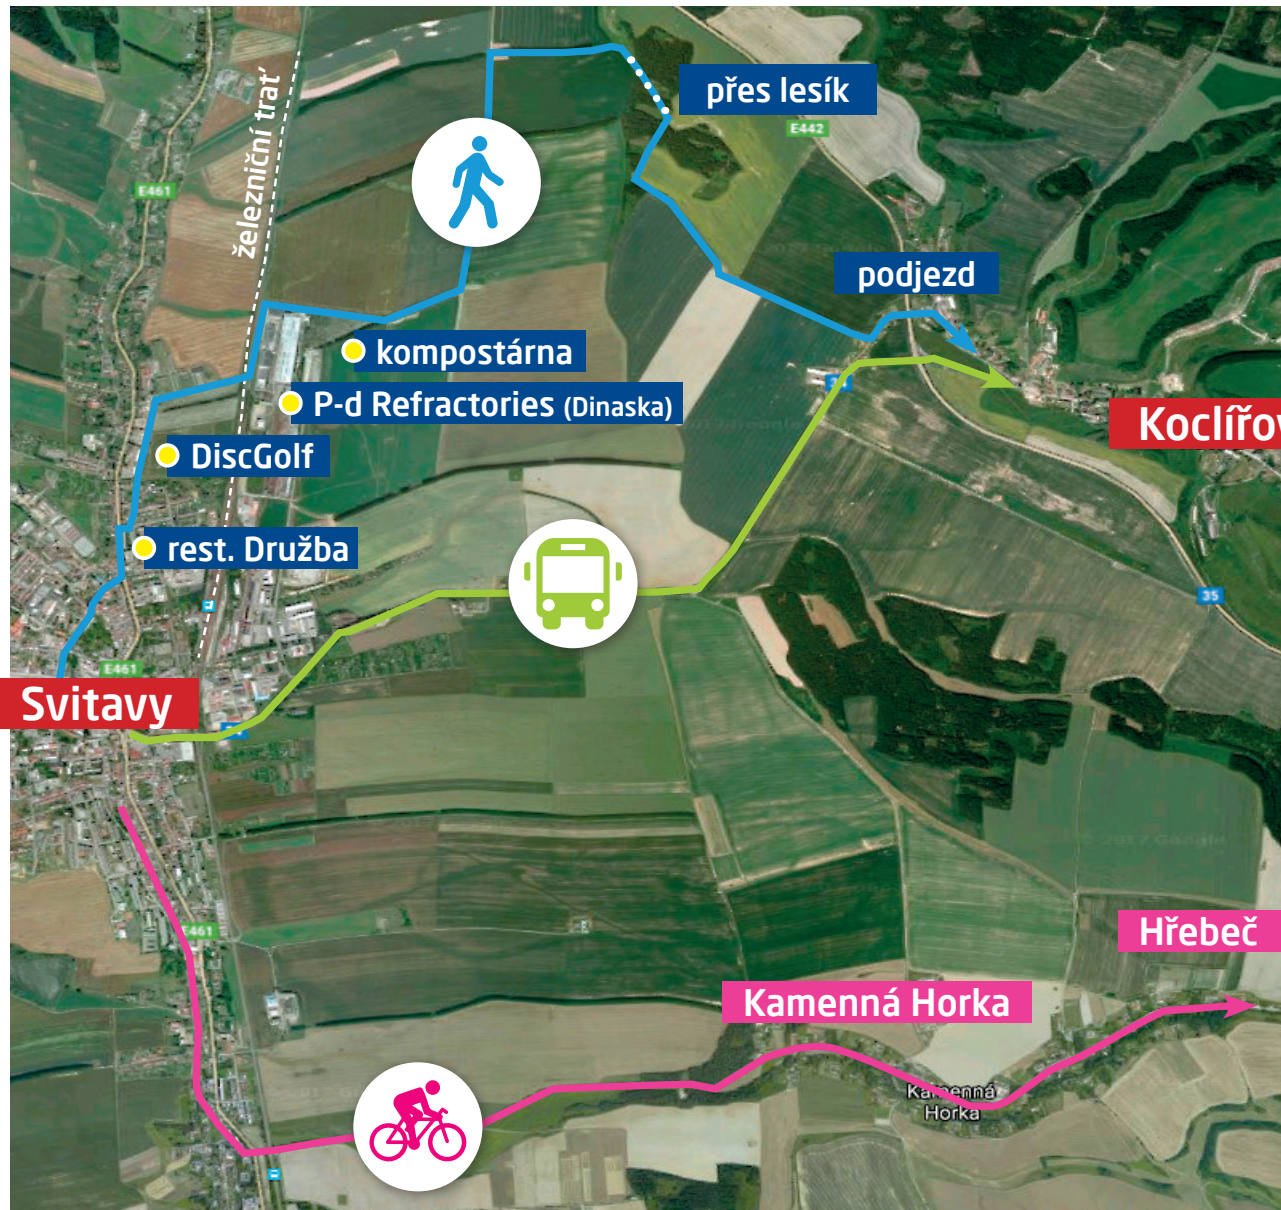 přes lesík
E442
železniční trať
E461
podjezd
kompostárna
P-d Refractories (Dinaska)
Koclířov
DiscGolf
rest. Družba
35
E461
Svitavy
E461
Hřebeč
Kamenná Horka
Kamenná
Horka